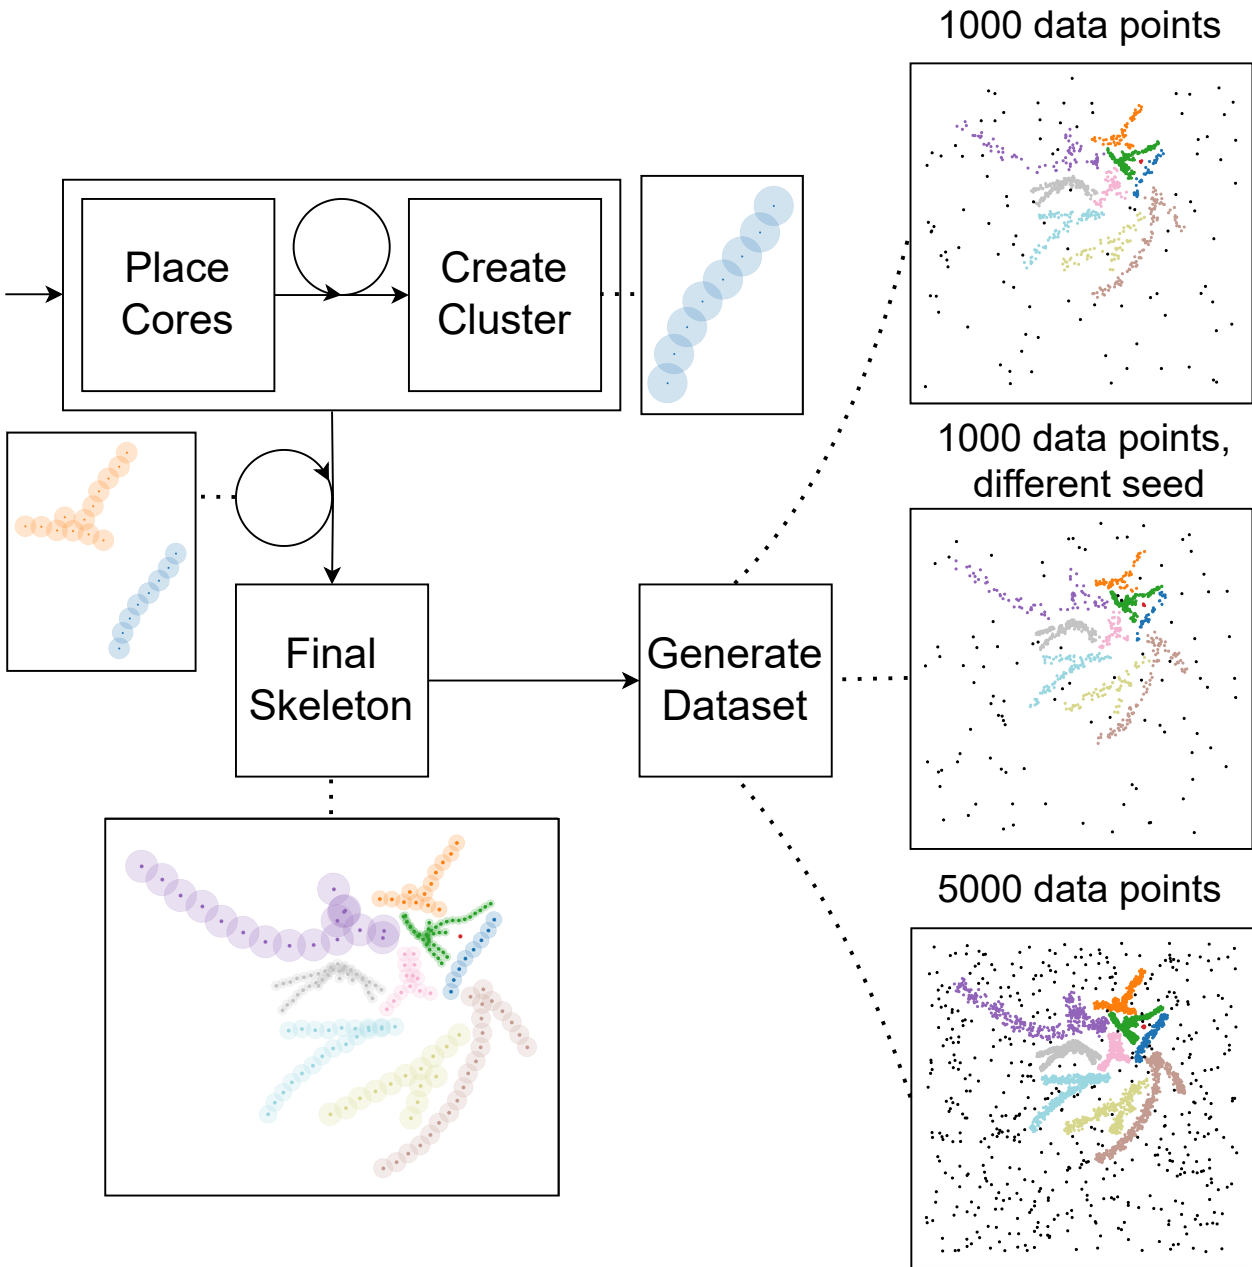 1000 data points
Place
Cores
Create
Cluster
1000 data points,
different seed
Final
Skeleton
Generate
Dataset
5000 data points